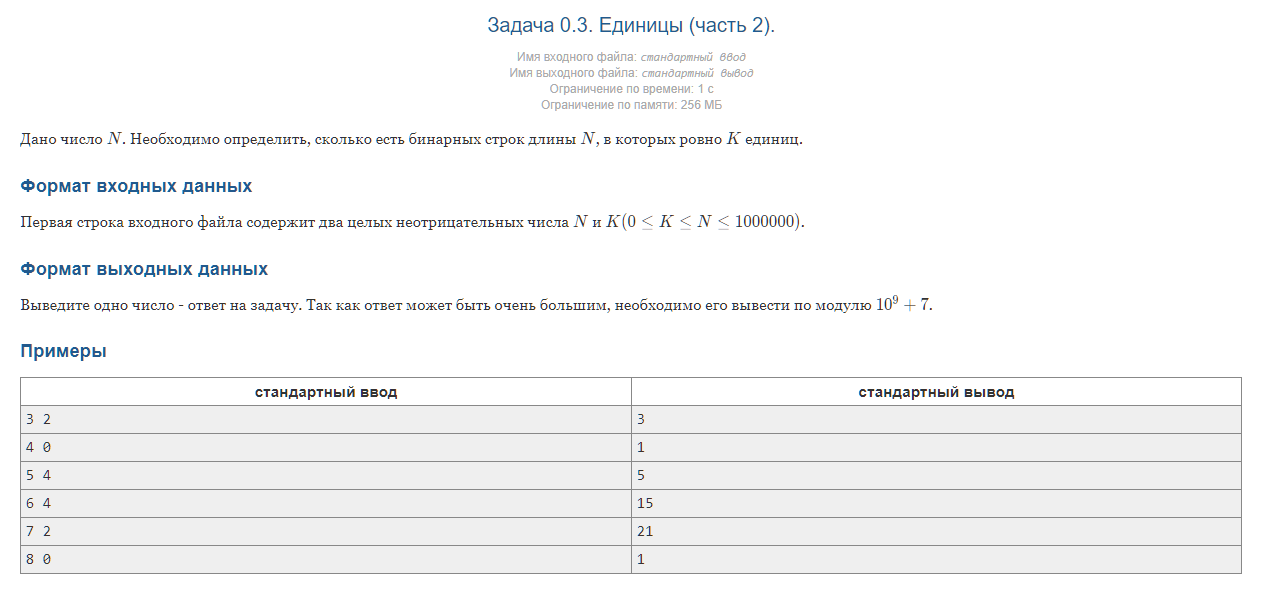 Задача 0.3. Единицы (часть 2).
Имя входного файла: стандартный ввод
Имя выходного файла: стандартный вывод
Ограничение по времени: 1 с
Ограничение по памяти: 256 МБ
Дано число N. Необходимо определить, сколько есть бинарных строк длины N, в которых ровно K единиц.
Формат входных данных
Первая строка входного файла содержит два целых неотрицательных числа N и K(0 ≤ K ≤ N ≤ 1000000).
Формат выходных данных
Выведите одно число - ответ на задачу. Так как ответ может быть очень большим, необходимо его вывести по модулю 10⁹ + 7.
Примеры
стандартный ввод стандартный вывод
3 2 3
4 0 1
5 4 5
6 4 15
7 2 21
8 0 1